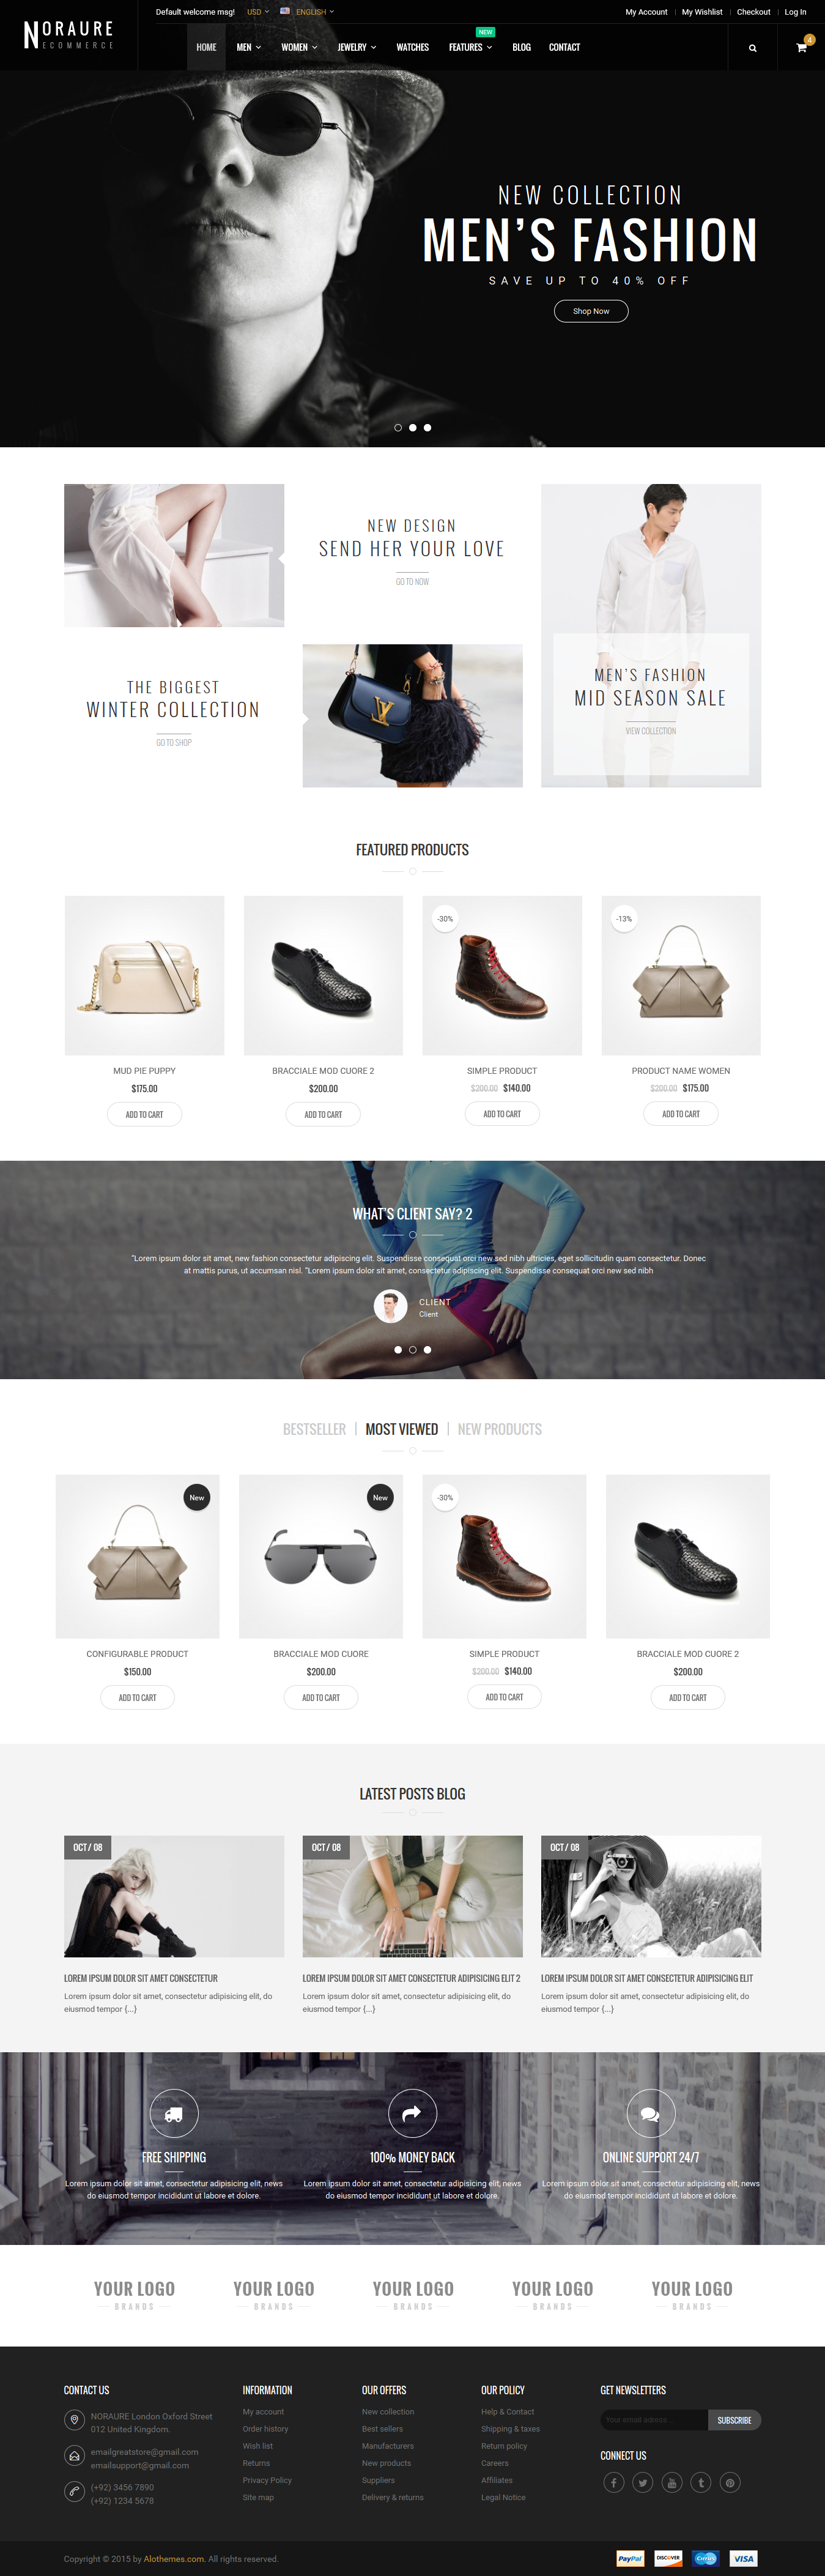 NORAURE
ECOMMERCE
Default welcome msg! USD ENGLISH
My Account My Wishlist Checkout Log In
HOME MEN WOMEN JEWELRY WATCHES FEATURES NEW BLOG CONTACT
4
NEW COLLECTION
MEN'S FASHION
SAVE UP TO 40% OFF
Shop Now
NEW DESIGN
SEND HER YOUR LOVE
GO TO NOW
THE BIGGEST
WINTER COLLECTION
GO TO SHOP
MEN'S FASHION
MID SEASON SALE
VIEW COLLECTION
FEATURED PRODUCTS
-30%
-13%
MUD PIE PUPPY
$175.00
ADD TO CART
BRACCIALE MOD CUORE 2
$200.00
ADD TO CART
SIMPLE PRODUCT
$200.00 $140.00
ADD TO CART
PRODUCT NAME WOMEN
$200.00 $175.00
ADD TO CART
WHAT'S CLIENT SAY? 2
"Lorem ipsum dolor sit amet, new fashion consectetur adipiscing elit. Suspendisse consequat orci new sed nibh ultricies, eget sollicitudin quam consectetur. Donec
at mattis purus, ut accumsan nisl. "Lorem ipsum dolor sit amet, consectetur adipiscing elit. Suspendisse consequat orci new sed nibh
CLIENT
Client
BESTSELLER | MOST VIEWED | NEW PRODUCTS
New
New
-30%
CONFIGURABLE PRODUCT
$150.00
ADD TO CART
BRACCIALE MOD CUORE
$200.00
ADD TO CART
SIMPLE PRODUCT
$200.00 $140.00
ADD TO CART
BRACCIALE MOD CUORE 2
$200.00
ADD TO CART
LATEST POSTS BLOG
OCT / 08
LOREM IPSUM DOLOR SIT AMET CONSECTETUR
Lorem ipsum dolor sit amet, consectetur adipisicing elit, do
eiusmod tempor {...}
OCT / 08
LOREM IPSUM DOLOR SIT AMET CONSECTETUR ADIPISICING ELIT 2
Lorem ipsum dolor sit amet, consectetur adipisicing elit, do
eiusmod tempor {...}
OCT / 08
LOREM IPSUM DOLOR SIT AMET CONSECTETUR ADIPISICING ELIT
Lorem ipsum dolor sit amet, consectetur adipisicing elit, do
eiusmod tempor {...}
FREE SHIPPING
Lorem ipsum dolor sit amet, consectetur adipisicing elit, news
do eiusmod tempor incididunt ut labore et dolore.
100% MONEY BACK
Lorem ipsum dolor sit amet, consectetur adipisicing elit, news
do eiusmod tempor incididunt ut labore et dolore.
ONLINE SUPPORT 24/7
Lorem ipsum dolor sit amet, consectetur adipisicing elit, news
do eiusmod tempor incididunt ut labore et dolore.
YOUR LOGO YOUR LOGO YOUR LOGO YOUR LOGO YOUR LOGO
BRANDS BRANDS BRANDS BRANDS BRANDS
CONTACT US
NORAURE London Oxford Street
012 United Kingdom.
emailgreatstore@gmail.com
emailsupport@gmail.com
(+92) 3456 7890
(+92) 1234 5678
INFORMATION
My account
Order history
Wish list
Returns
Privacy Policy
Site map
OUR OFFERS
New collection
Best sellers
Manufacturers
New products
Suppliers
Delivery & returns
OUR POLICY
Help & Contact
Shipping & taxes
Return policy
Careers
Affiliates
Legal Notice
GET NEWSLETTERS
Your email adress... SUBSCRIBE
CONNECT US
Copyright © 2015 by Alothemes.com. All rights reserved.
PayPal DISCOVER Cirrus VISA